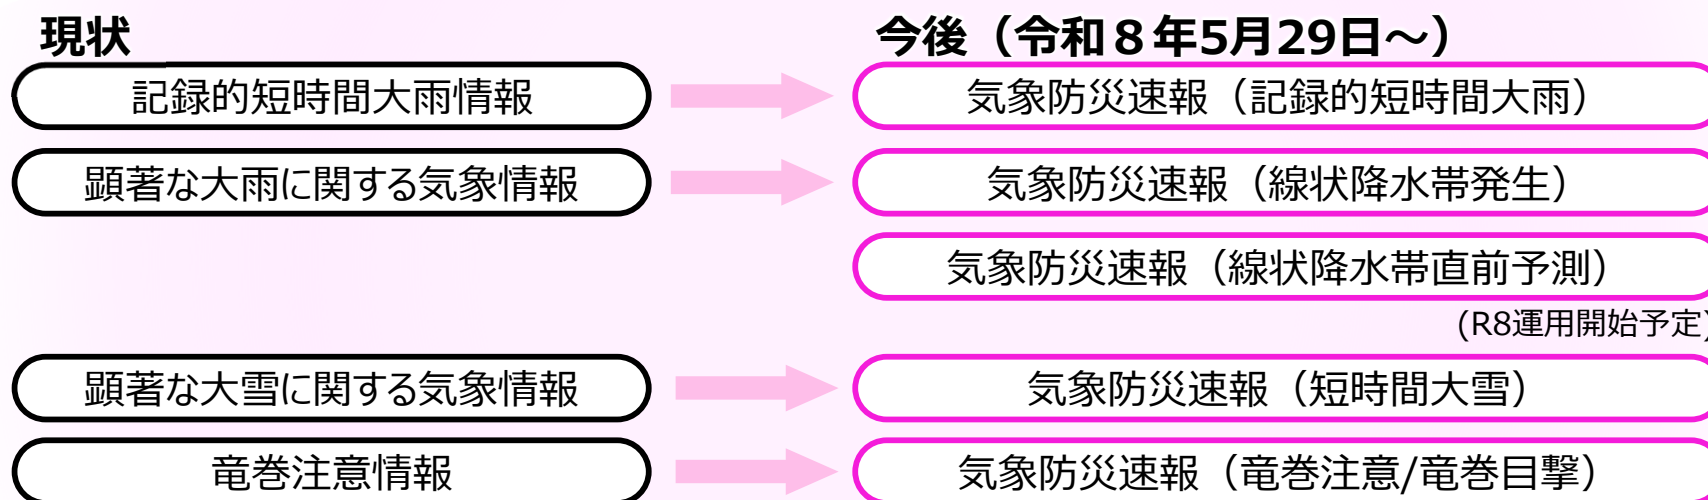 現状
今後（令和８年5月29日～）
記録的短時間大雨情報
気象防災速報（記録的短時間大雨）
顕著な大雨に関する気象情報
気象防災速報（線状降水帯発生）
気象防災速報（線状降水帯直前予測）
(R8運用開始予定)
顕著な大雪に関する気象情報
気象防災速報（短時間大雪）
竜巻注意情報
気象防災速報（竜巻注意/竜巻目撃）